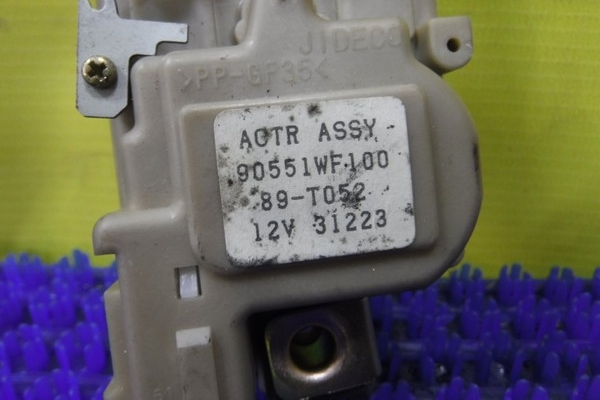 JIDECO
>PP-GF35<
ACTR ASSY
90551WF100
89-T052
12V 31223